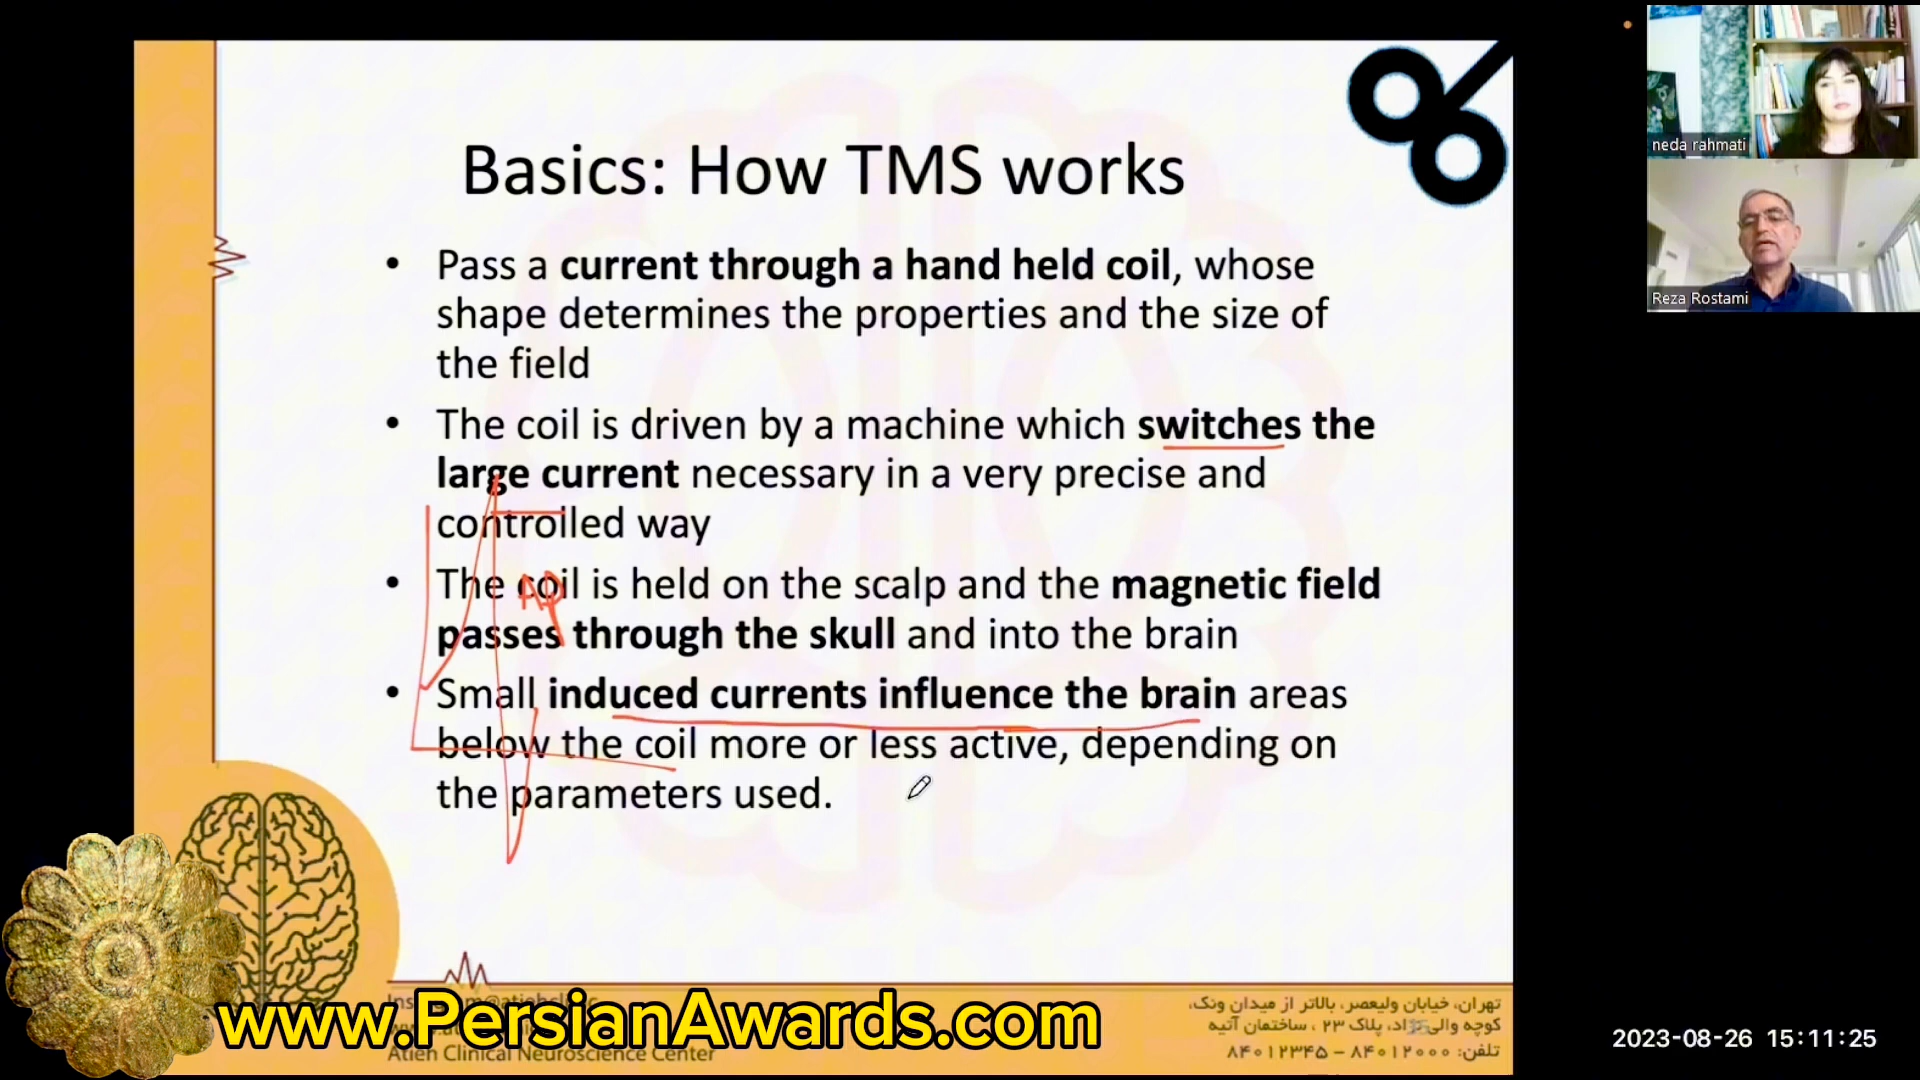 Basics: How TMS works
• Pass a current through a hand held coil, whose
shape determines the properties and the size of
the field
• The coil is driven by a machine which switches the
large current necessary in a very precise and
controlled way
• The coil is held on the scalp and the magnetic field
passes through the skull and into the brain
• Small induced currents influence the brain areas
below the coil more or less active, depending on
the parameters used.
AP
neda rahmati
Reza Rostami
www.PersianAwards.com
Atieh Clinical Neuroscience Center
تهران، خیابان ولیعصر، بالاتر از میدان ونک،
کوچه والی نژاد، پلاک ۲۳ ، ساختمان آتیه
تلفن: ۸۴۰۱۲۰۰۰ – ۸۴۰۱۲۳۴۵
2023-08-26 15:11:25